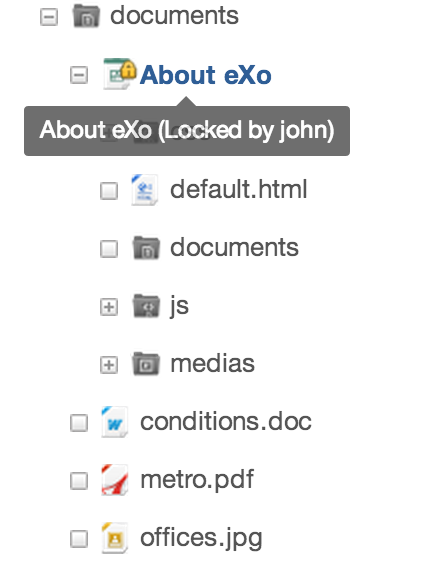 documents
About eXo
About eXo (Locked by john)
default.html
documents
js
medias
conditions.doc
metro.pdf
offices.jpg